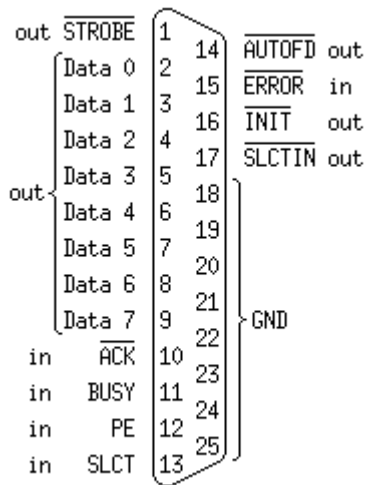 out STROBE 1
14 AUTOFD out
Data 0 2
15 ERROR in
Data 1 3
16 INIT out
Data 2 4
17 SLCTIN out
Data 3 5
18
out
Data 4 6
19
Data 5 7
20
Data 6 8
21
Data 7 9
GND
22
in ACK 10
23
in BUSY 11
24
in PE 12
25
in SLCT 13